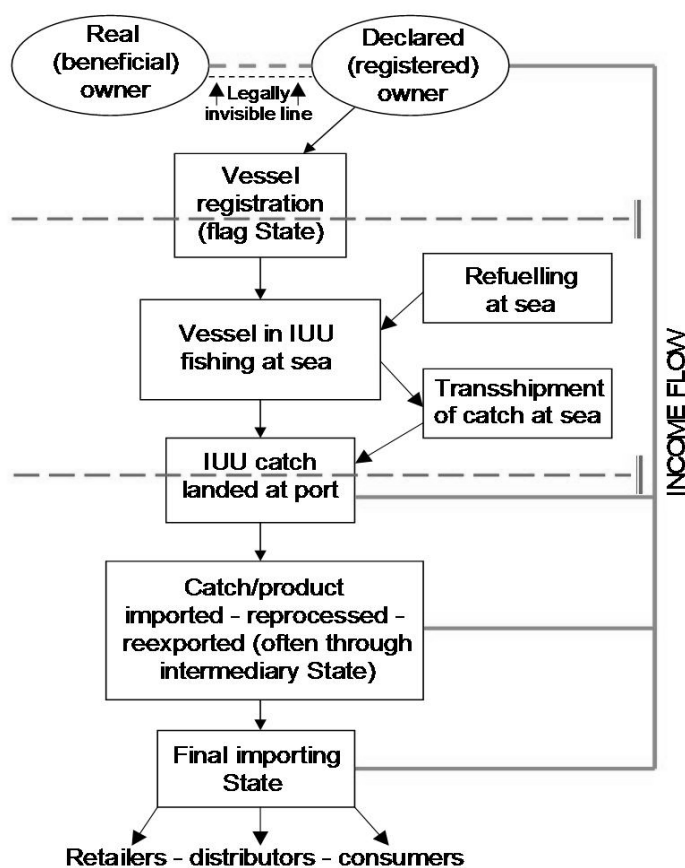 Real
(beneficial)
owner
Declared
(registered)
owner
Legally
invisible line
Vessel
registration
(flag State)
Refuelling
at sea
Vessel in IUU
fishing at sea
Transshipment
of catch at sea
IUU catch
landed at port
INCOME FLOW
Catch/product
imported - reprocessed -
reexported (often through
intermediary State)
Final importing
State
Retailers - distributors - consumers